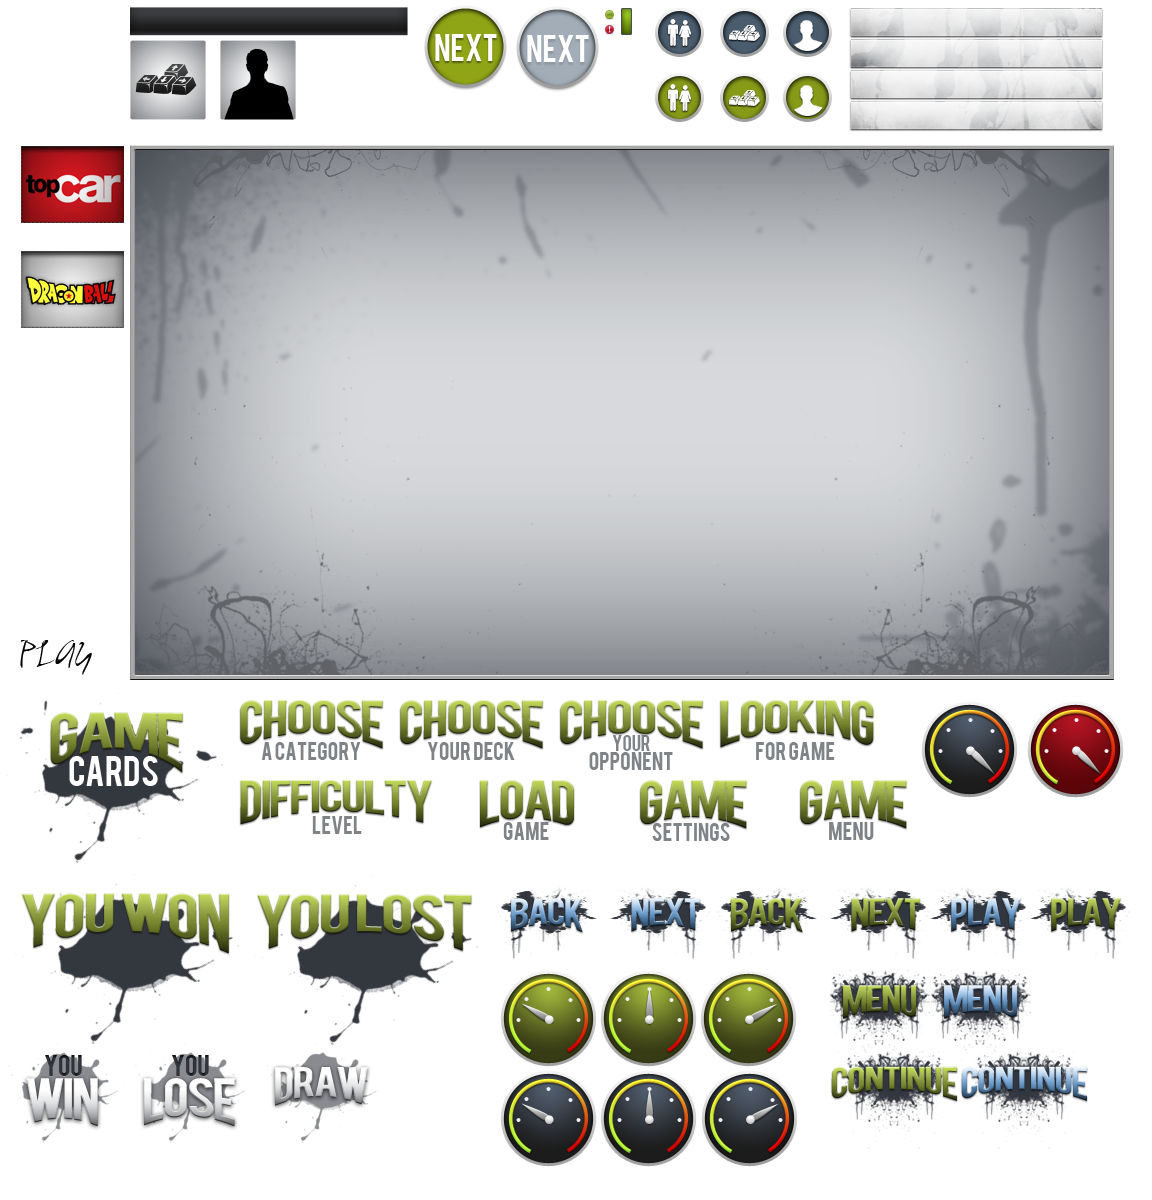 NEXT
NEXT
top car
DRAGON BALL
PLAY
GAME
CARDS
CHOOSE
A CATEGORY
CHOOSE
YOUR DECK
CHOOSE
YOUR
OPPONENT
LOOKING
FOR GAME
DIFFICULTY
LEVEL
LOAD
GAME
GAME
SETTINGS
GAME
MENU
YOU WON
YOU LOST
BACK
NEXT
BACK
NEXT
PLAY
PLAY
MENU
MENU
YOU
WIN
YOU
LOSE
DRAW
CONTINUE
CONTINUE